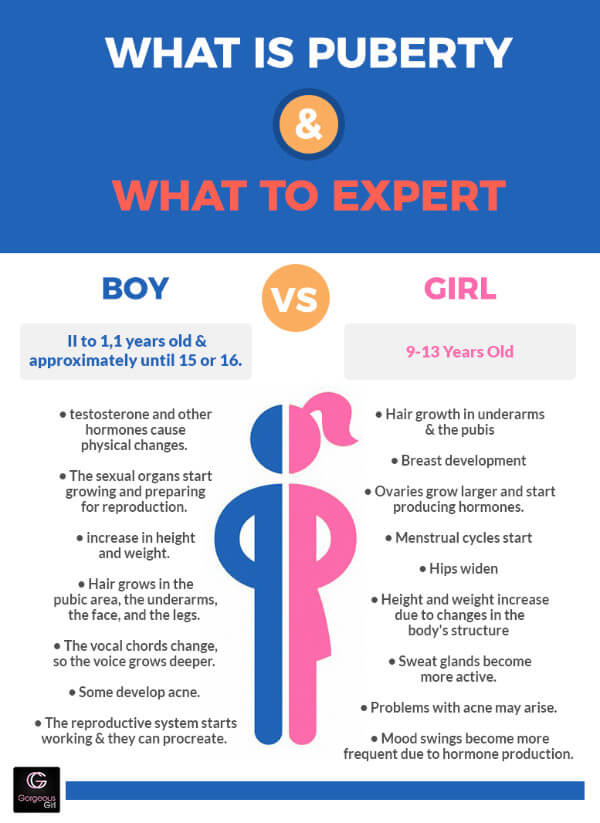 WHAT IS PUBERTY
&
WHAT TO EXPERT
BOY
VS
GIRL
II to 1,1 years old &
approximately until 15 or 16.
9-13 Years Old
• testosterone and other
hormones cause
physical changes.
• The sexual organs start
growing and preparing
for reproduction.
• increase in height
and weight.
• Hair grows in the
pubic area, the underarms,
the face, and the legs.
• The vocal chords change,
so the voice grows deeper.
• Some develop acne.
• The reproductive system starts
working & they can procreate.
• Hair growth in underarms
& the pubis
• Breast development
• Ovaries grow larger and start
producing hormones.
• Menstrual cycles start
• Hips widen
• Height and weight increase
due to changes in the
body's structure
• Sweat glands become
more active.
• Problems with acne may arise.
• Mood swings become more
frequent due to hormone production.
Gorgeous
Girl